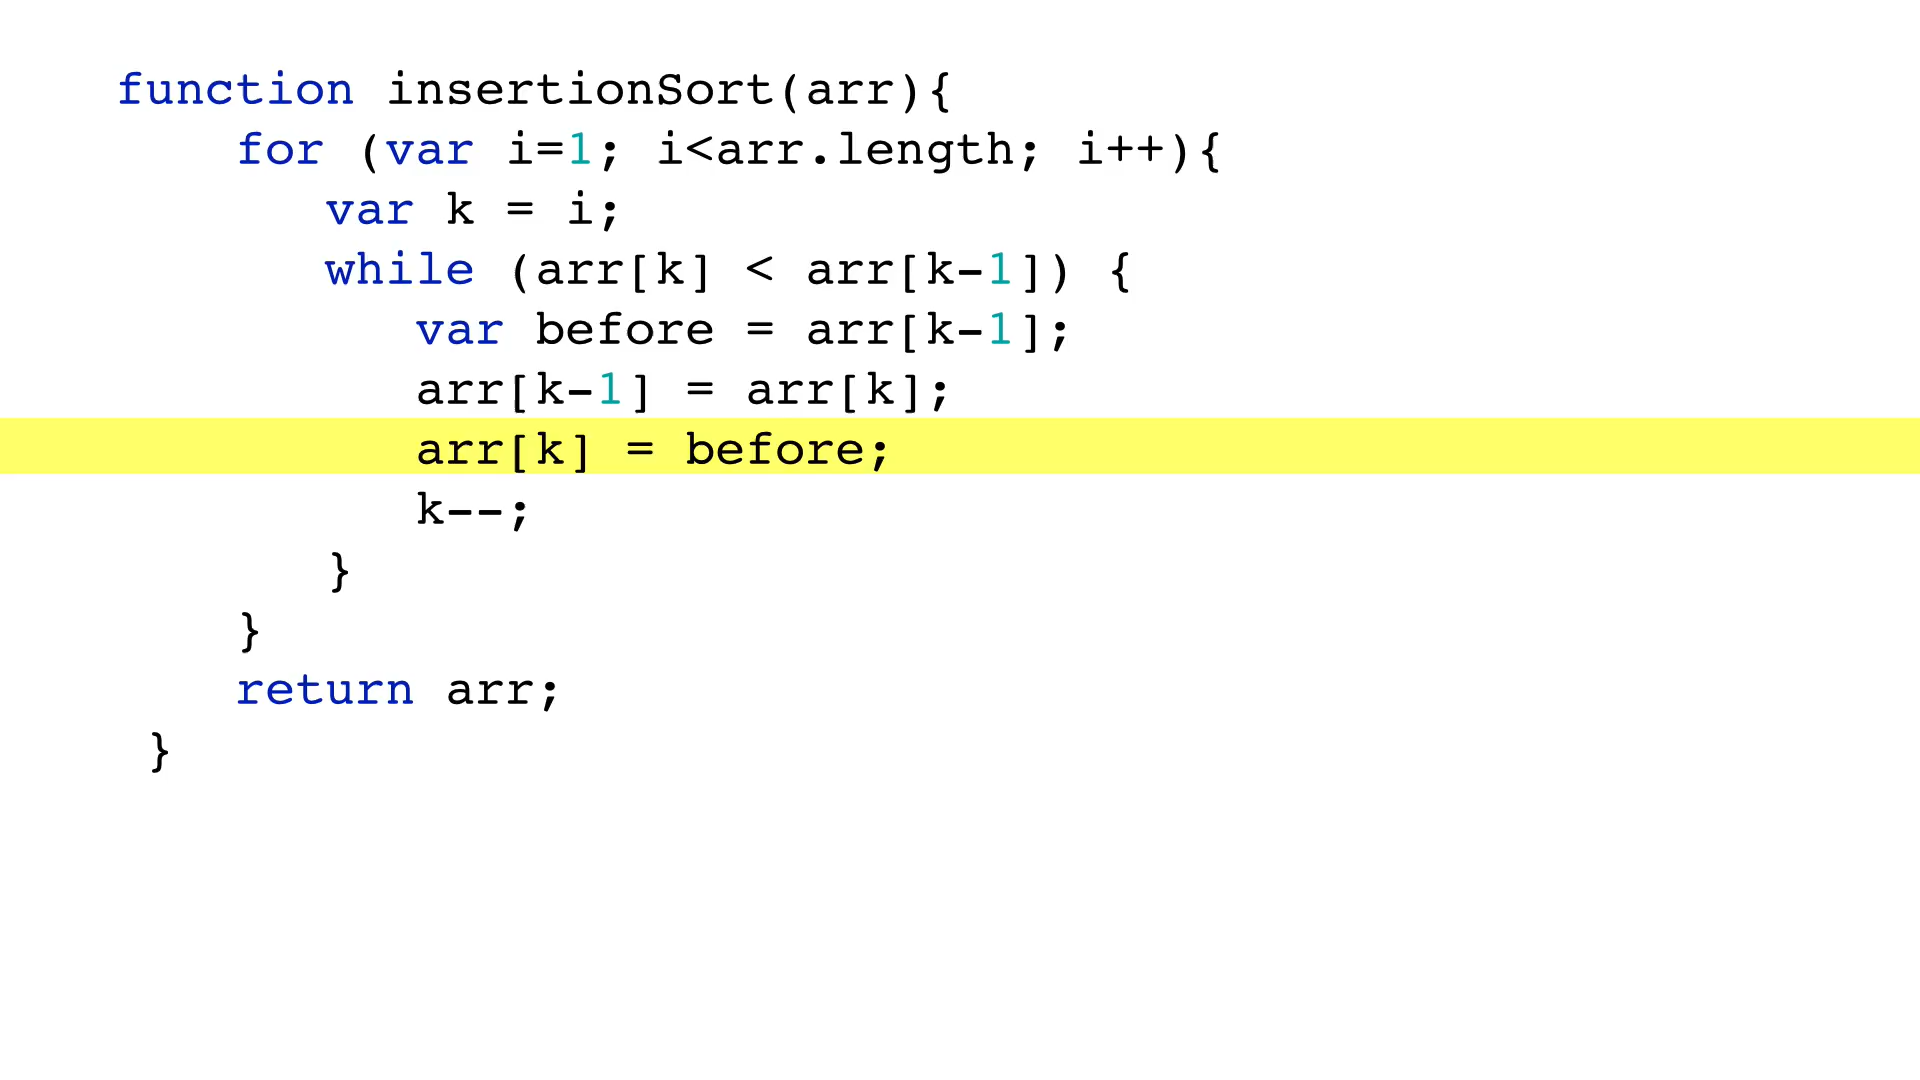 function insertionSort(arr){
    for (var i=1; i<arr.length; i++){
       var k = i;
       while (arr[k] < arr[k-1]) {
          var before = arr[k-1];
          arr[k-1] = arr[k];
          arr[k] = before;
          k--;
       }
    }
    return arr;
 }